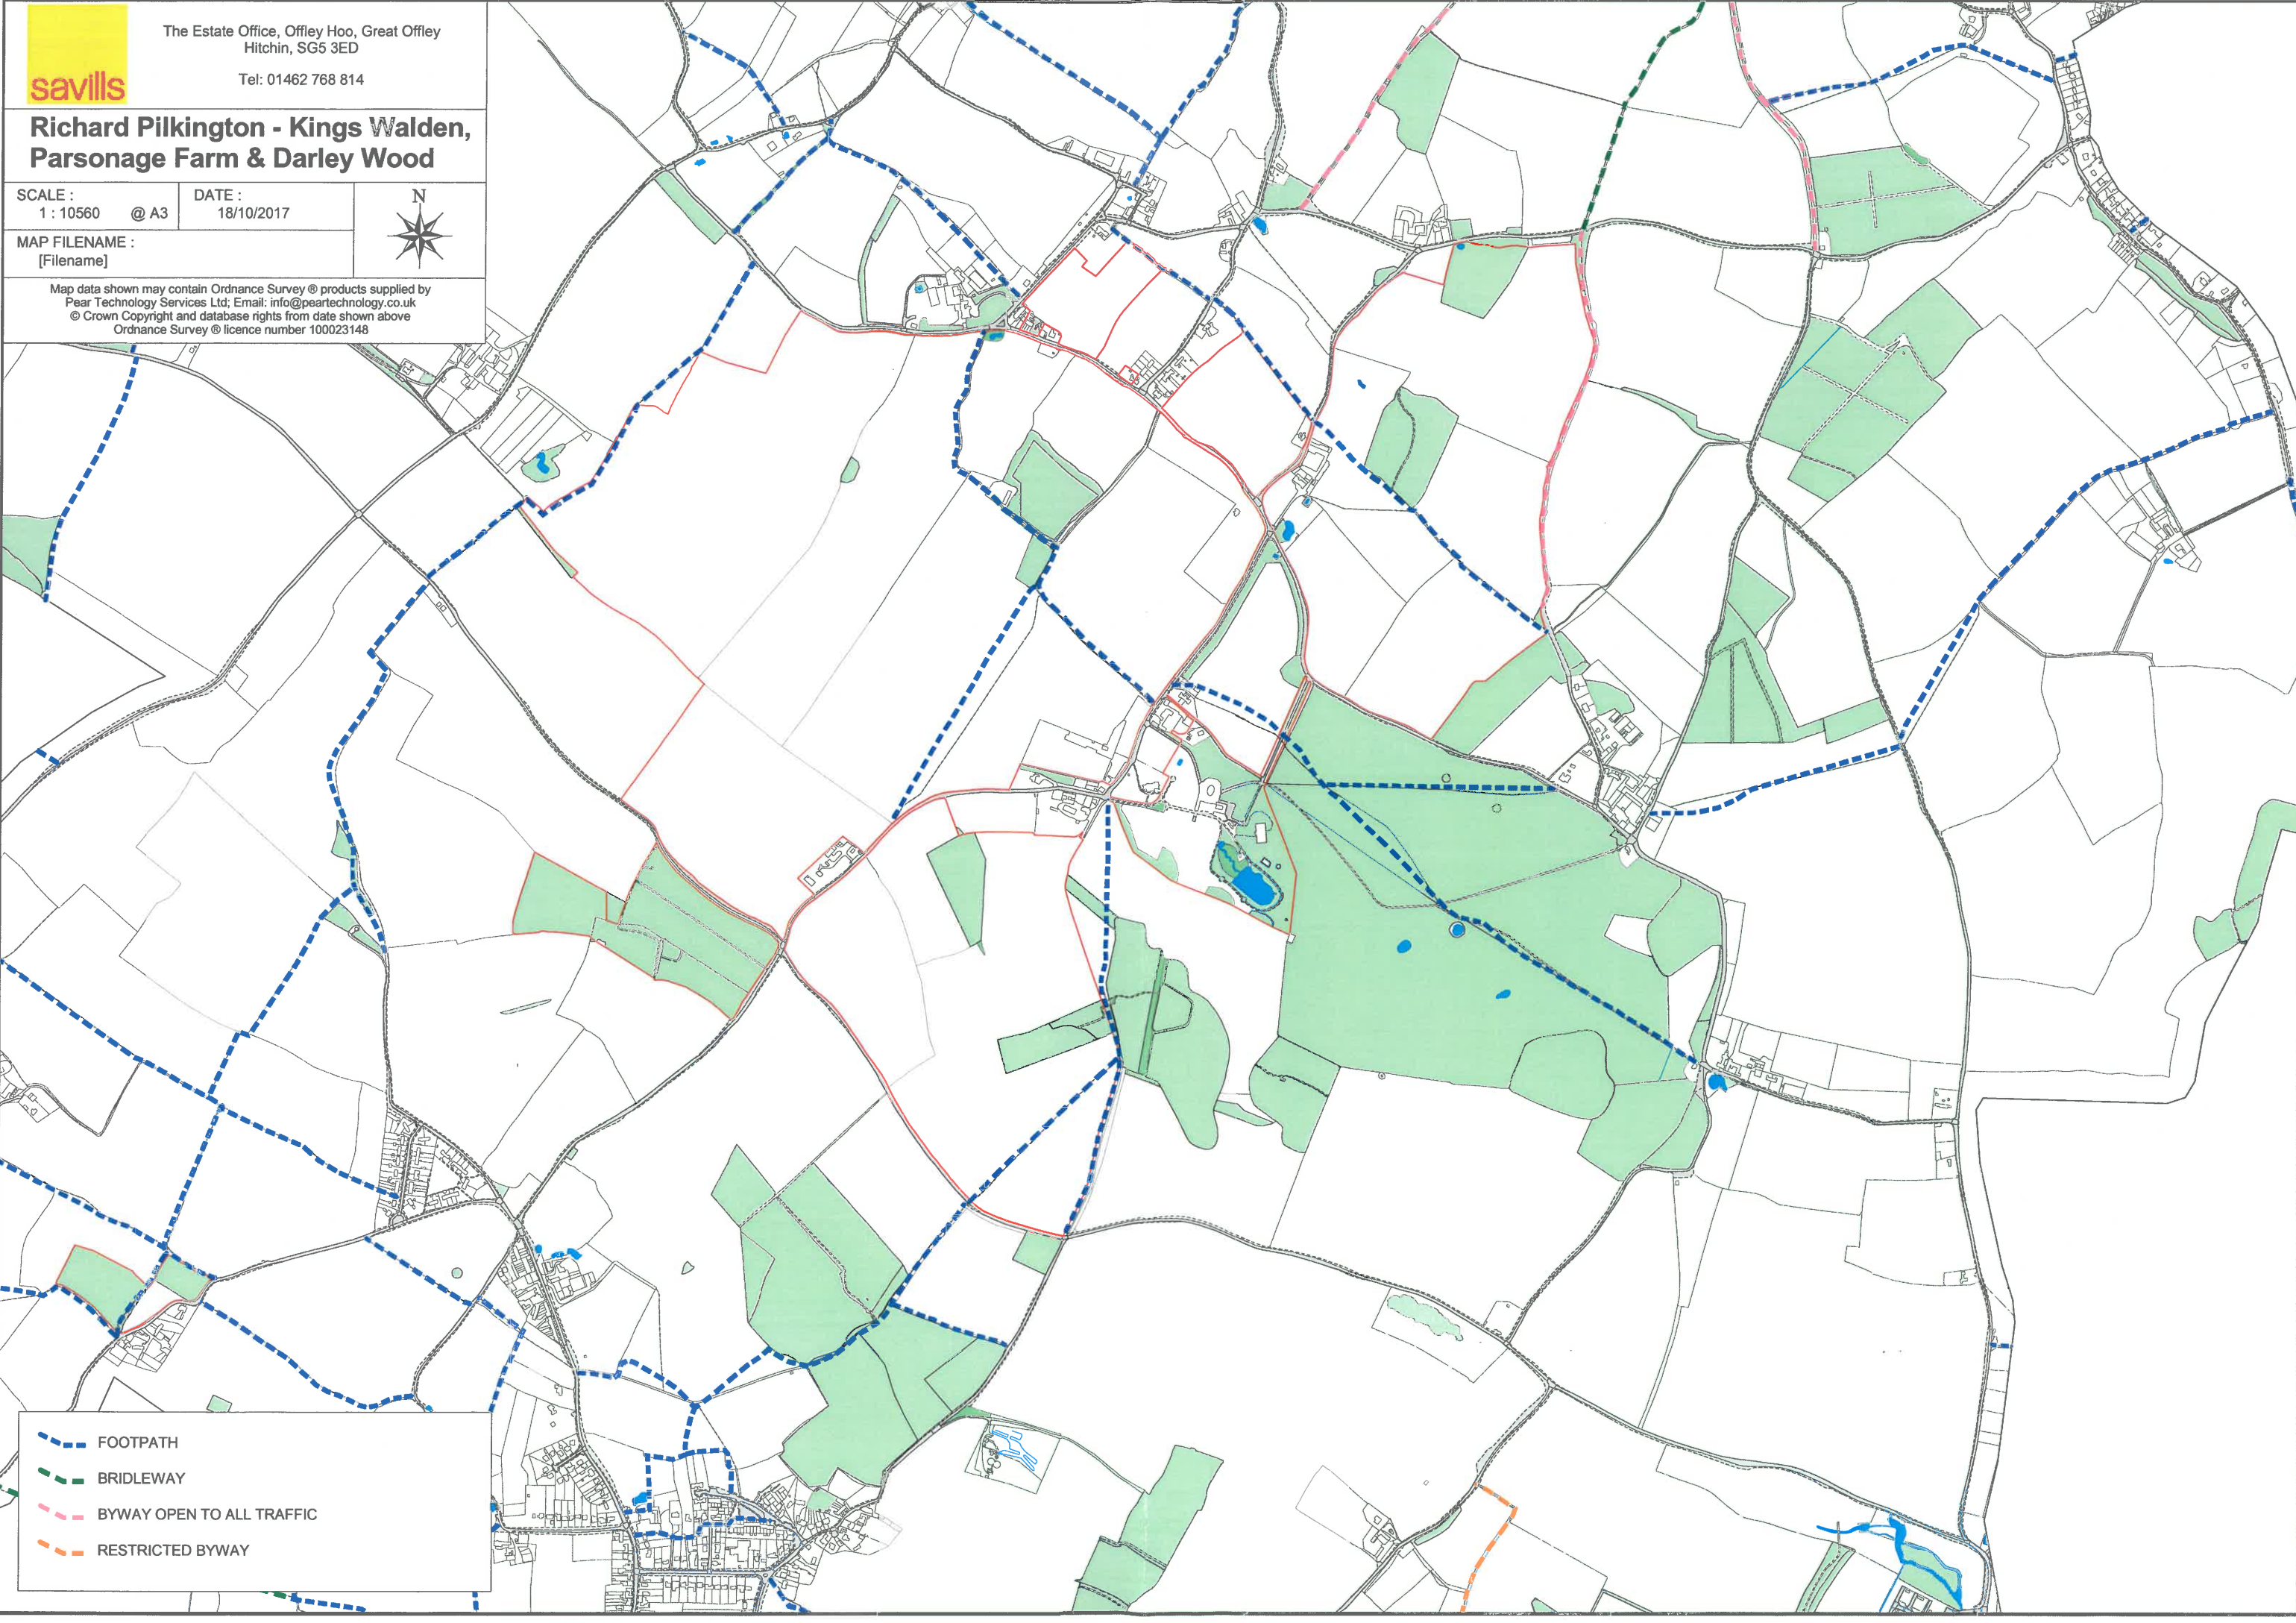 savills
The Estate Office, Offley Hoo, Great Offley
Hitchin, SG5 3ED
Tel: 01462 768 814
Richard Pilkington - Kings Walden,
Parsonage Farm & Darley Wood
SCALE :
1 : 10560 @ A3
DATE :
18/10/2017
N
MAP FILENAME :
[Filename]
Map data shown may contain Ordnance Survey ® products supplied by
Pear Technology Services Ltd; Email: info@peartechnology.co.uk
© Crown Copyright and database rights from date shown above
Ordnance Survey ® licence number 100023148
FOOTPATH
BRIDLEWAY
BYWAY OPEN TO ALL TRAFFIC
RESTRICTED BYWAY